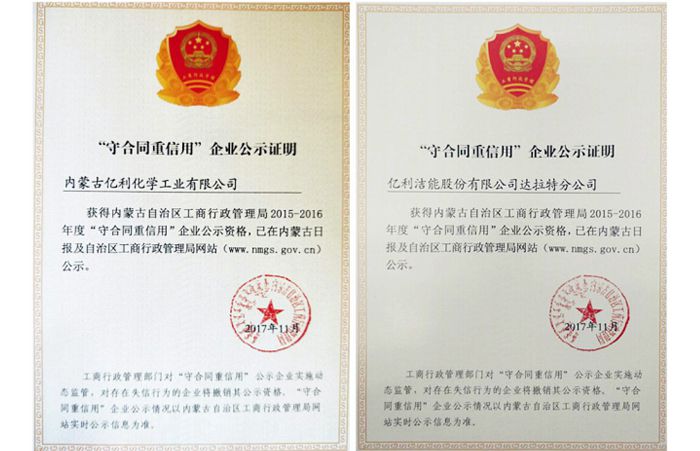 “守合同重信用”企业公示证明
内蒙古亿利化学工业有限公司
获得内蒙古自治区工商行政管理局2015-2016
年度“守合同重信用”企业公示资格，已在内蒙古日
报及自治区工商行政管理局网站（www.nmgs.gov.cn）
公示。
2017年11月
工商行政管理部门对“守合同重信用”公示企业实施动
态监管，对存在失信行为的企业将撤销其公示资格。“守
合同重信用”企业公示情况以内蒙古自治区工商行政管理局网
站实时公示信息为准。
“守合同重信用”企业公示证明
亿利洁能股份有限公司达拉特分公司
获得内蒙古自治区工商行政管理局2015-2016
年度“守合同重信用”企业公示资格，已在内蒙古日
报及自治区工商行政管理局网站（www.nmgs.gov.cn）
公示。
2017年11月
工商行政管理部门对“守合同重信用”公示企业实施动
态监管，对存在失信行为的企业将撤销其公示资格。“守
合同重信用”企业公示情况以内蒙古自治区工商行政管理局网
站实时公示信息为准。